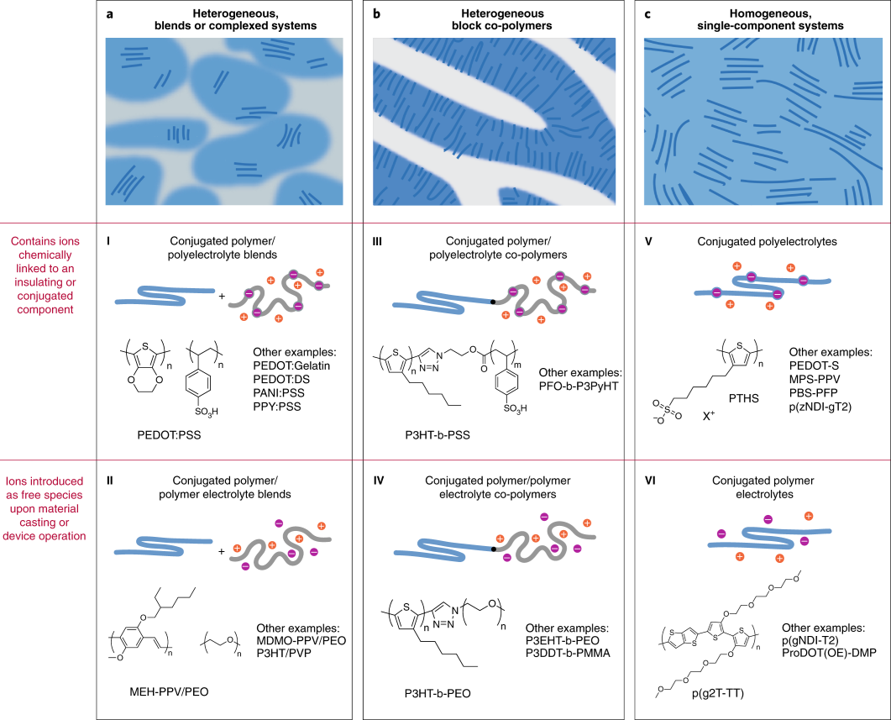 a
Heterogeneous,
blends or complexed systems
b
Heterogeneous
block co-polymers
c
Homogeneous,
single-component systems
Contains ions
chemically
linked to an
insulating or
conjugated
component
I
Conjugated polymer/
polyelectrolyte blends
+
S
n
O
O
n
SO₃H
Other examples:
PEDOT:Gelatin
PEDOT:DS
PANI:PSS
PPY:PSS
PEDOT:PSS
III
Conjugated polymer/
polyelectrolyte co-polymers
S
n
N
N=N
O
O
m
SO₃H
Other examples:
PFO-b-P3PyHT
P3HT-b-PSS
V
Conjugated polyelectrolytes
S
n
O
S
O
⁻O
X⁺
PTHS
Other examples:
PEDOT-S
MPS-PPV
PBS-PFP
p(zNDI-gT2)
Ions introduced
as free species
upon material
casting or
device operation
II
Conjugated polymer/
polymer electrolyte blends
+
O
O
n
O
n
Other examples:
MDMO-PPV/PEO
P3HT/PVP
MEH-PPV/PEO
IV
Conjugated polymer/polymer
electrolyte co-polymers
S
n
N
N=N
O
n
Other examples:
P3EHT-b-PEO
P3DDT-b-PMMA
P3HT-b-PEO
VI
Conjugated polymer
electrolytes
O
O
O
O
S
S
S
S
n
O
O
O
O
Other examples:
p(gNDI-T2)
ProDOT(OE)-DMP
p(g2T-TT)